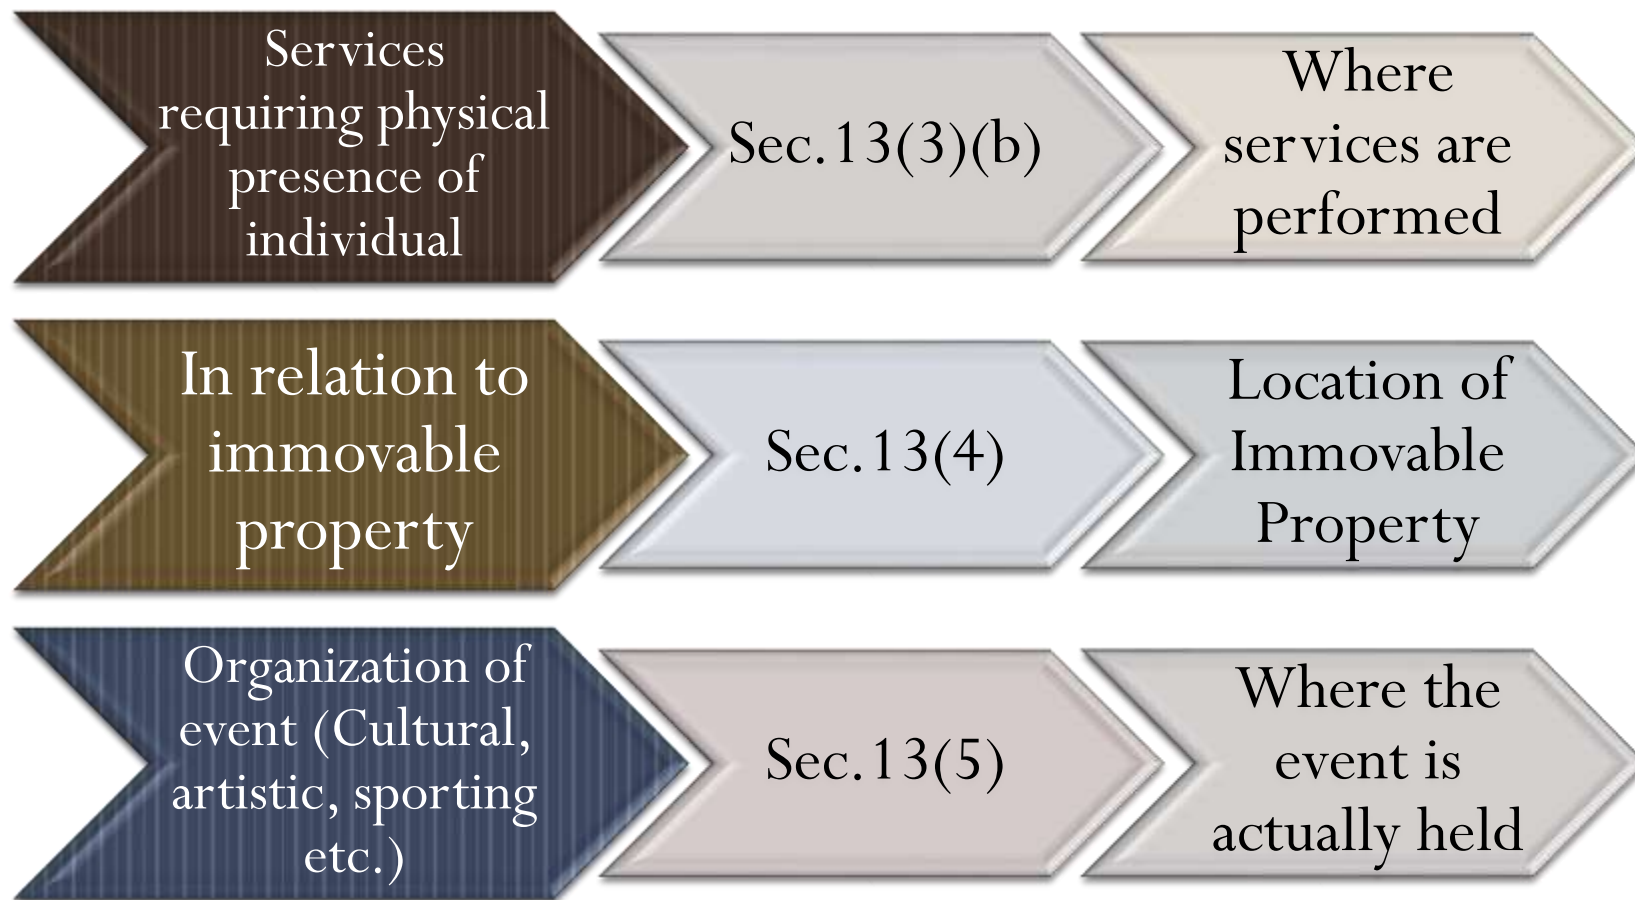 Services
requiring physical
presence of
individual
Sec.13(3)(b)
Where
services are
performed
In relation to
immovable
property
Sec.13(4)
Location of
Immovable
Property
Organization of
event (Cultural,
artistic, sporting
etc.)
Sec.13(5)
Where the
event is
actually held